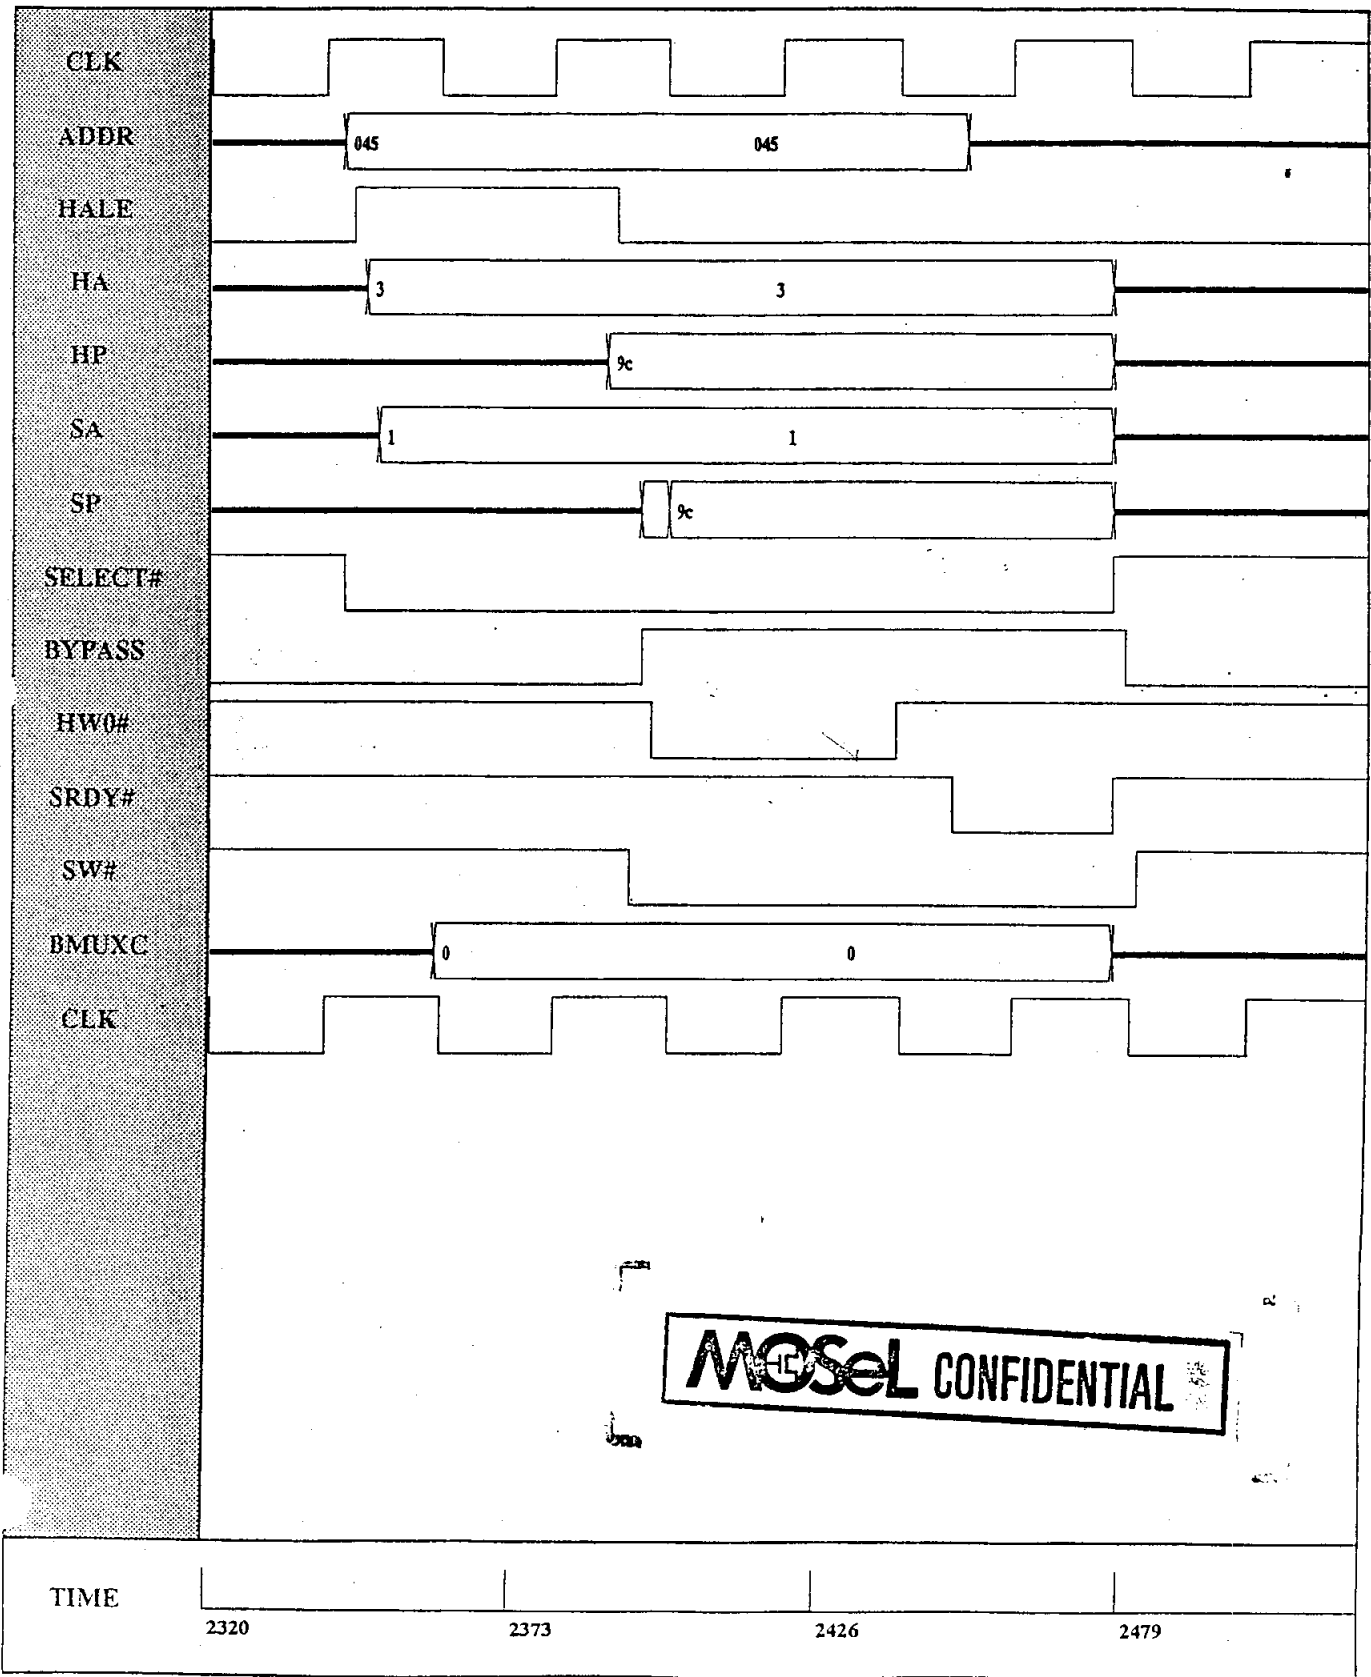 CLK
ADDR 045 045
HALE
HA 3 3
HP 9c
SA 1 1
SP 9c
SELECT#
BYPASS
HW0#
SRDY#
SW#
BMUXC 0 0
CLK
MOSeL CONFIDENTIAL
TIME
2320 2373 2426 2479